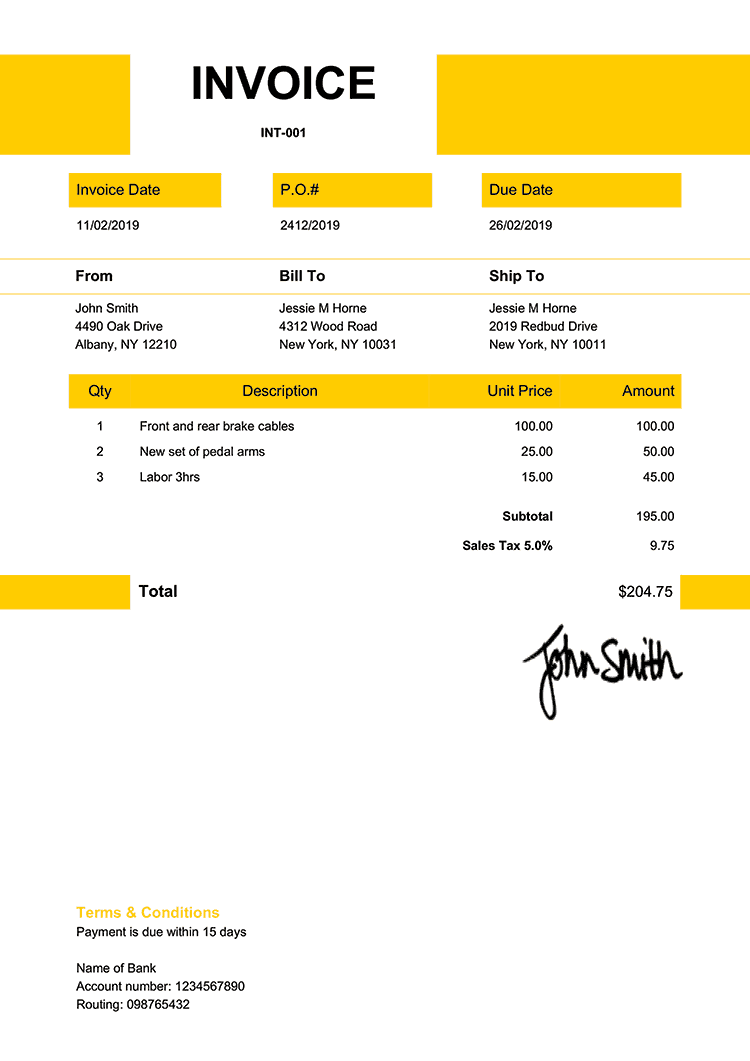 INVOICE
INT-001
Invoice Date P.O.# Due Date
11/02/2019 2412/2019 26/02/2019
From Bill To Ship To
John Smith Jessie M Horne Jessie M Horne
4490 Oak Drive 4312 Wood Road 2019 Redbud Drive
Albany, NY 12210 New York, NY 10031 New York, NY 10011
Qty Description Unit Price Amount
1 Front and rear brake cables 100.00 100.00
2 New set of pedal arms 25.00 50.00
3 Labor 3hrs 15.00 45.00
Subtotal 195.00
Sales Tax 5.0% 9.75
Total $204.75
John Smith
Terms & Conditions
Payment is due within 15 days
Name of Bank
Account number: 1234567890
Routing: 098765432